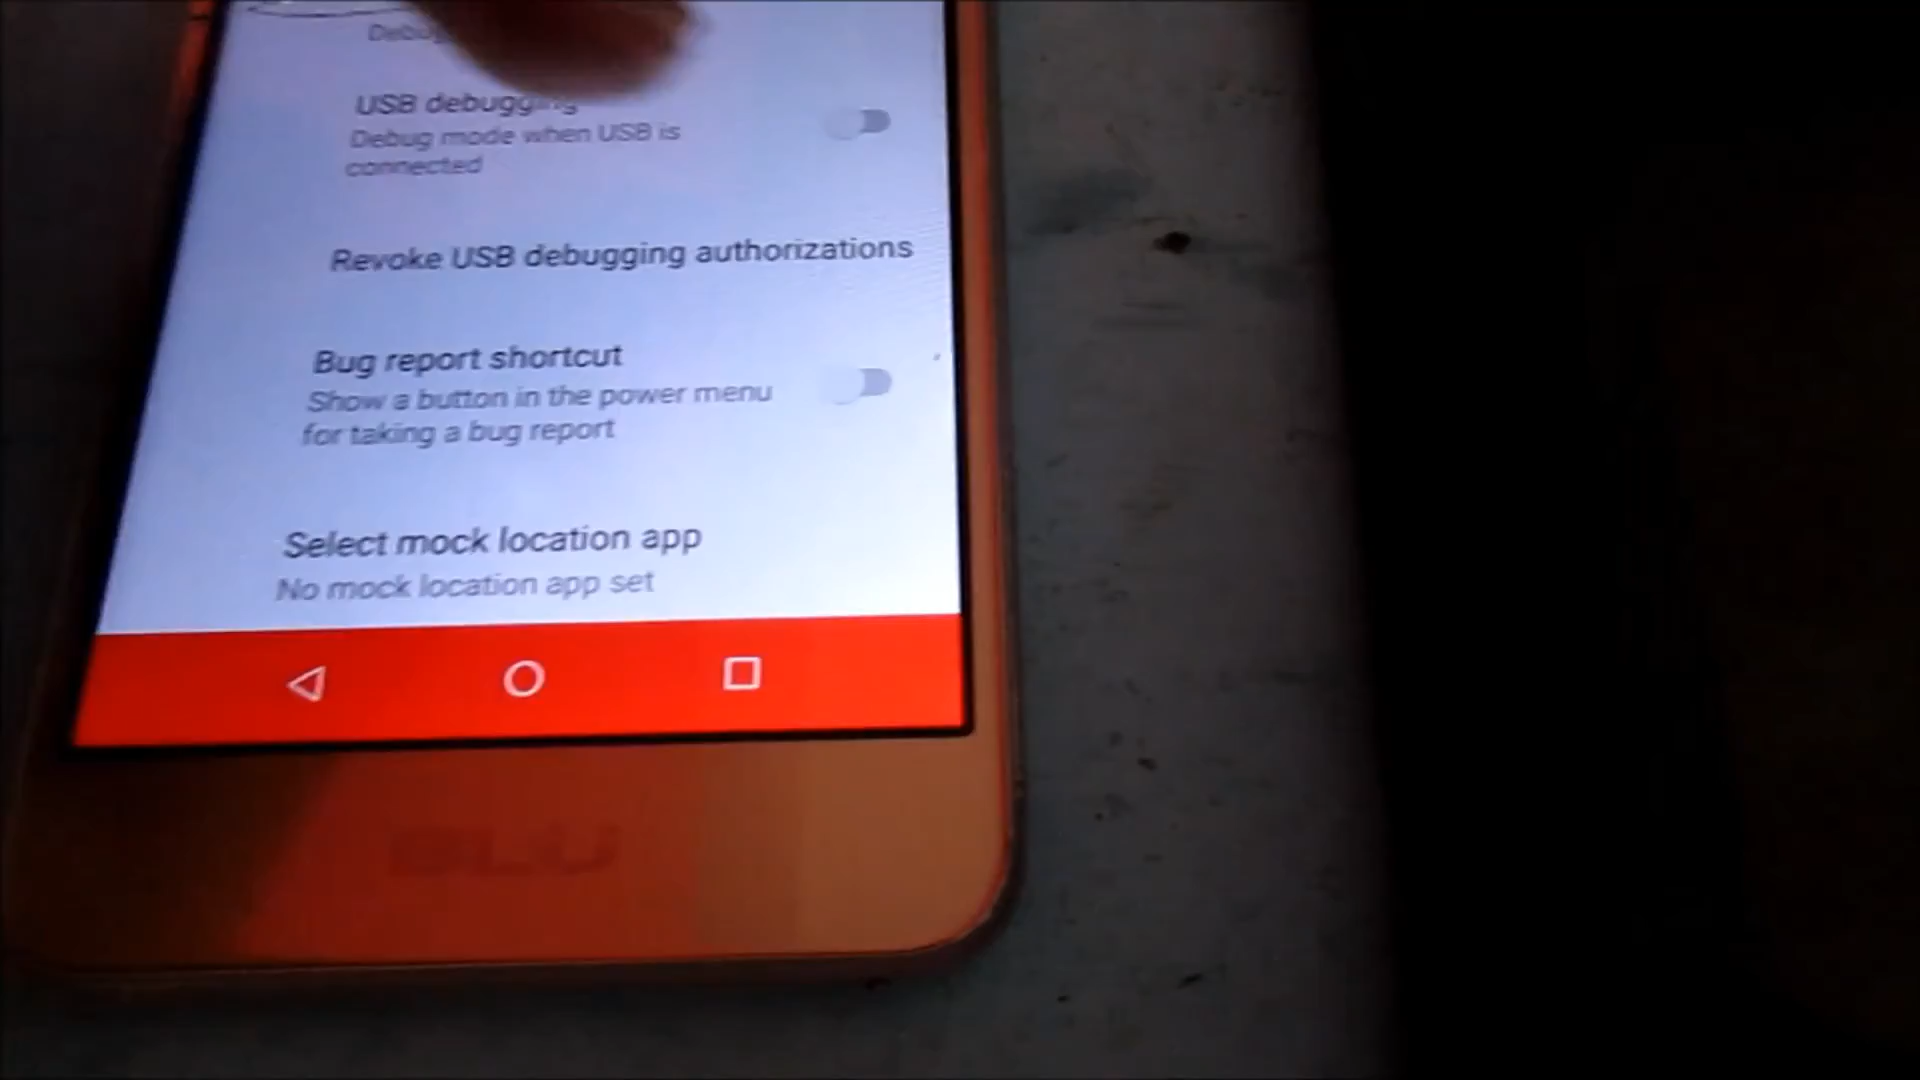 USB debugging
Debug mode when USB is
connected
Revoke USB debugging authorizations
Bug report shortcut
Show a button in the power menu
for taking a bug report
Select mock location app
No mock location app set
BLU